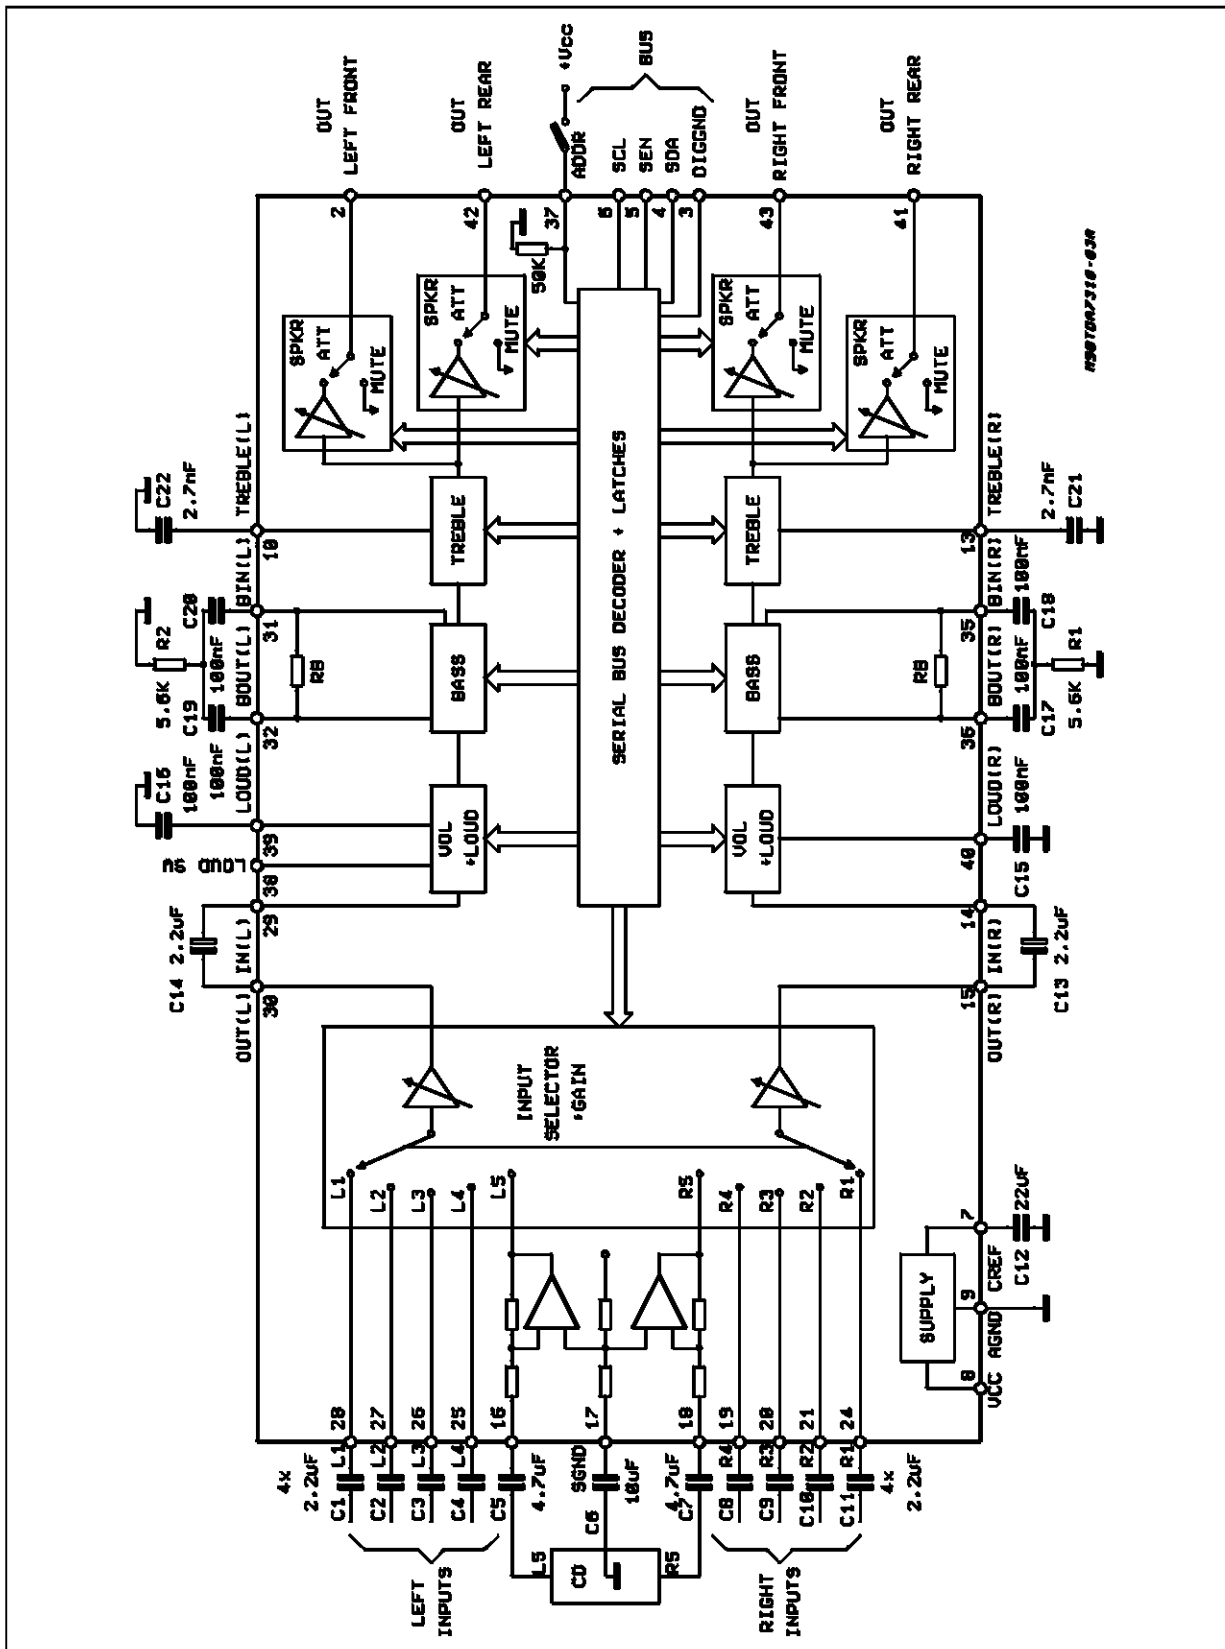 LEFT
INPUTS
RIGHT
INPUTS
4x
2.2uF
C1
L1
28
C2
L2
27
C3
L3
26
C4
L4
25
C5
4.7uF
16
L5
CD
R5
C6
SGND
10uF
17
C7
4.7uF
18
C8
R4
19
C9
R3
20
C10
R2
21
C11
R1
24
4x
2.2uF
L1
L2
L3
L4
L5
R5
R4
R3
R2
R1
INPUT
SELECTOR
+GAIN
SUPPLY
8
VCC
9
AGND
7
CREF
C12
22uF
OUT(L)
30
C14
2.2uF
IN(L)
29
LOUD SW
38
39
LOUD(L)
C16
100nF
32
BOUT(L)
C19
100nF
5.6K
R2
100nF
C20
31
BIN(L)
RB
10
TREBLE(L)
C22
2.7nF
VOL
+LOUD
BASS
TREBLE
SERIAL BUS DECODER + LATCHES
VOL
+LOUD
BASS
TREBLE
OUT(R)
15
C13
2.2uF
IN(R)
14
40
LOUD(R)
C15
100nF
36
BOUT(R)
C17
100nF
5.6K
R1
C18
100nF
35
BIN(R)
RB
13
TREBLE(R)
C21
2.7nF
SPKR
ATT
MUTE
SPKR
ATT
MUTE
SPKR
ATT
MUTE
SPKR
ATT
MUTE
50K
2
OUT
LEFT FRONT
42
OUT
LEFT REAR
37
ADDR
+Vcc
6
SCL
5
SEN
4
SDA
3
DIGGND
BUS
43
OUT
RIGHT FRONT
41
OUT
RIGHT REAR
M90TDA7318-03A